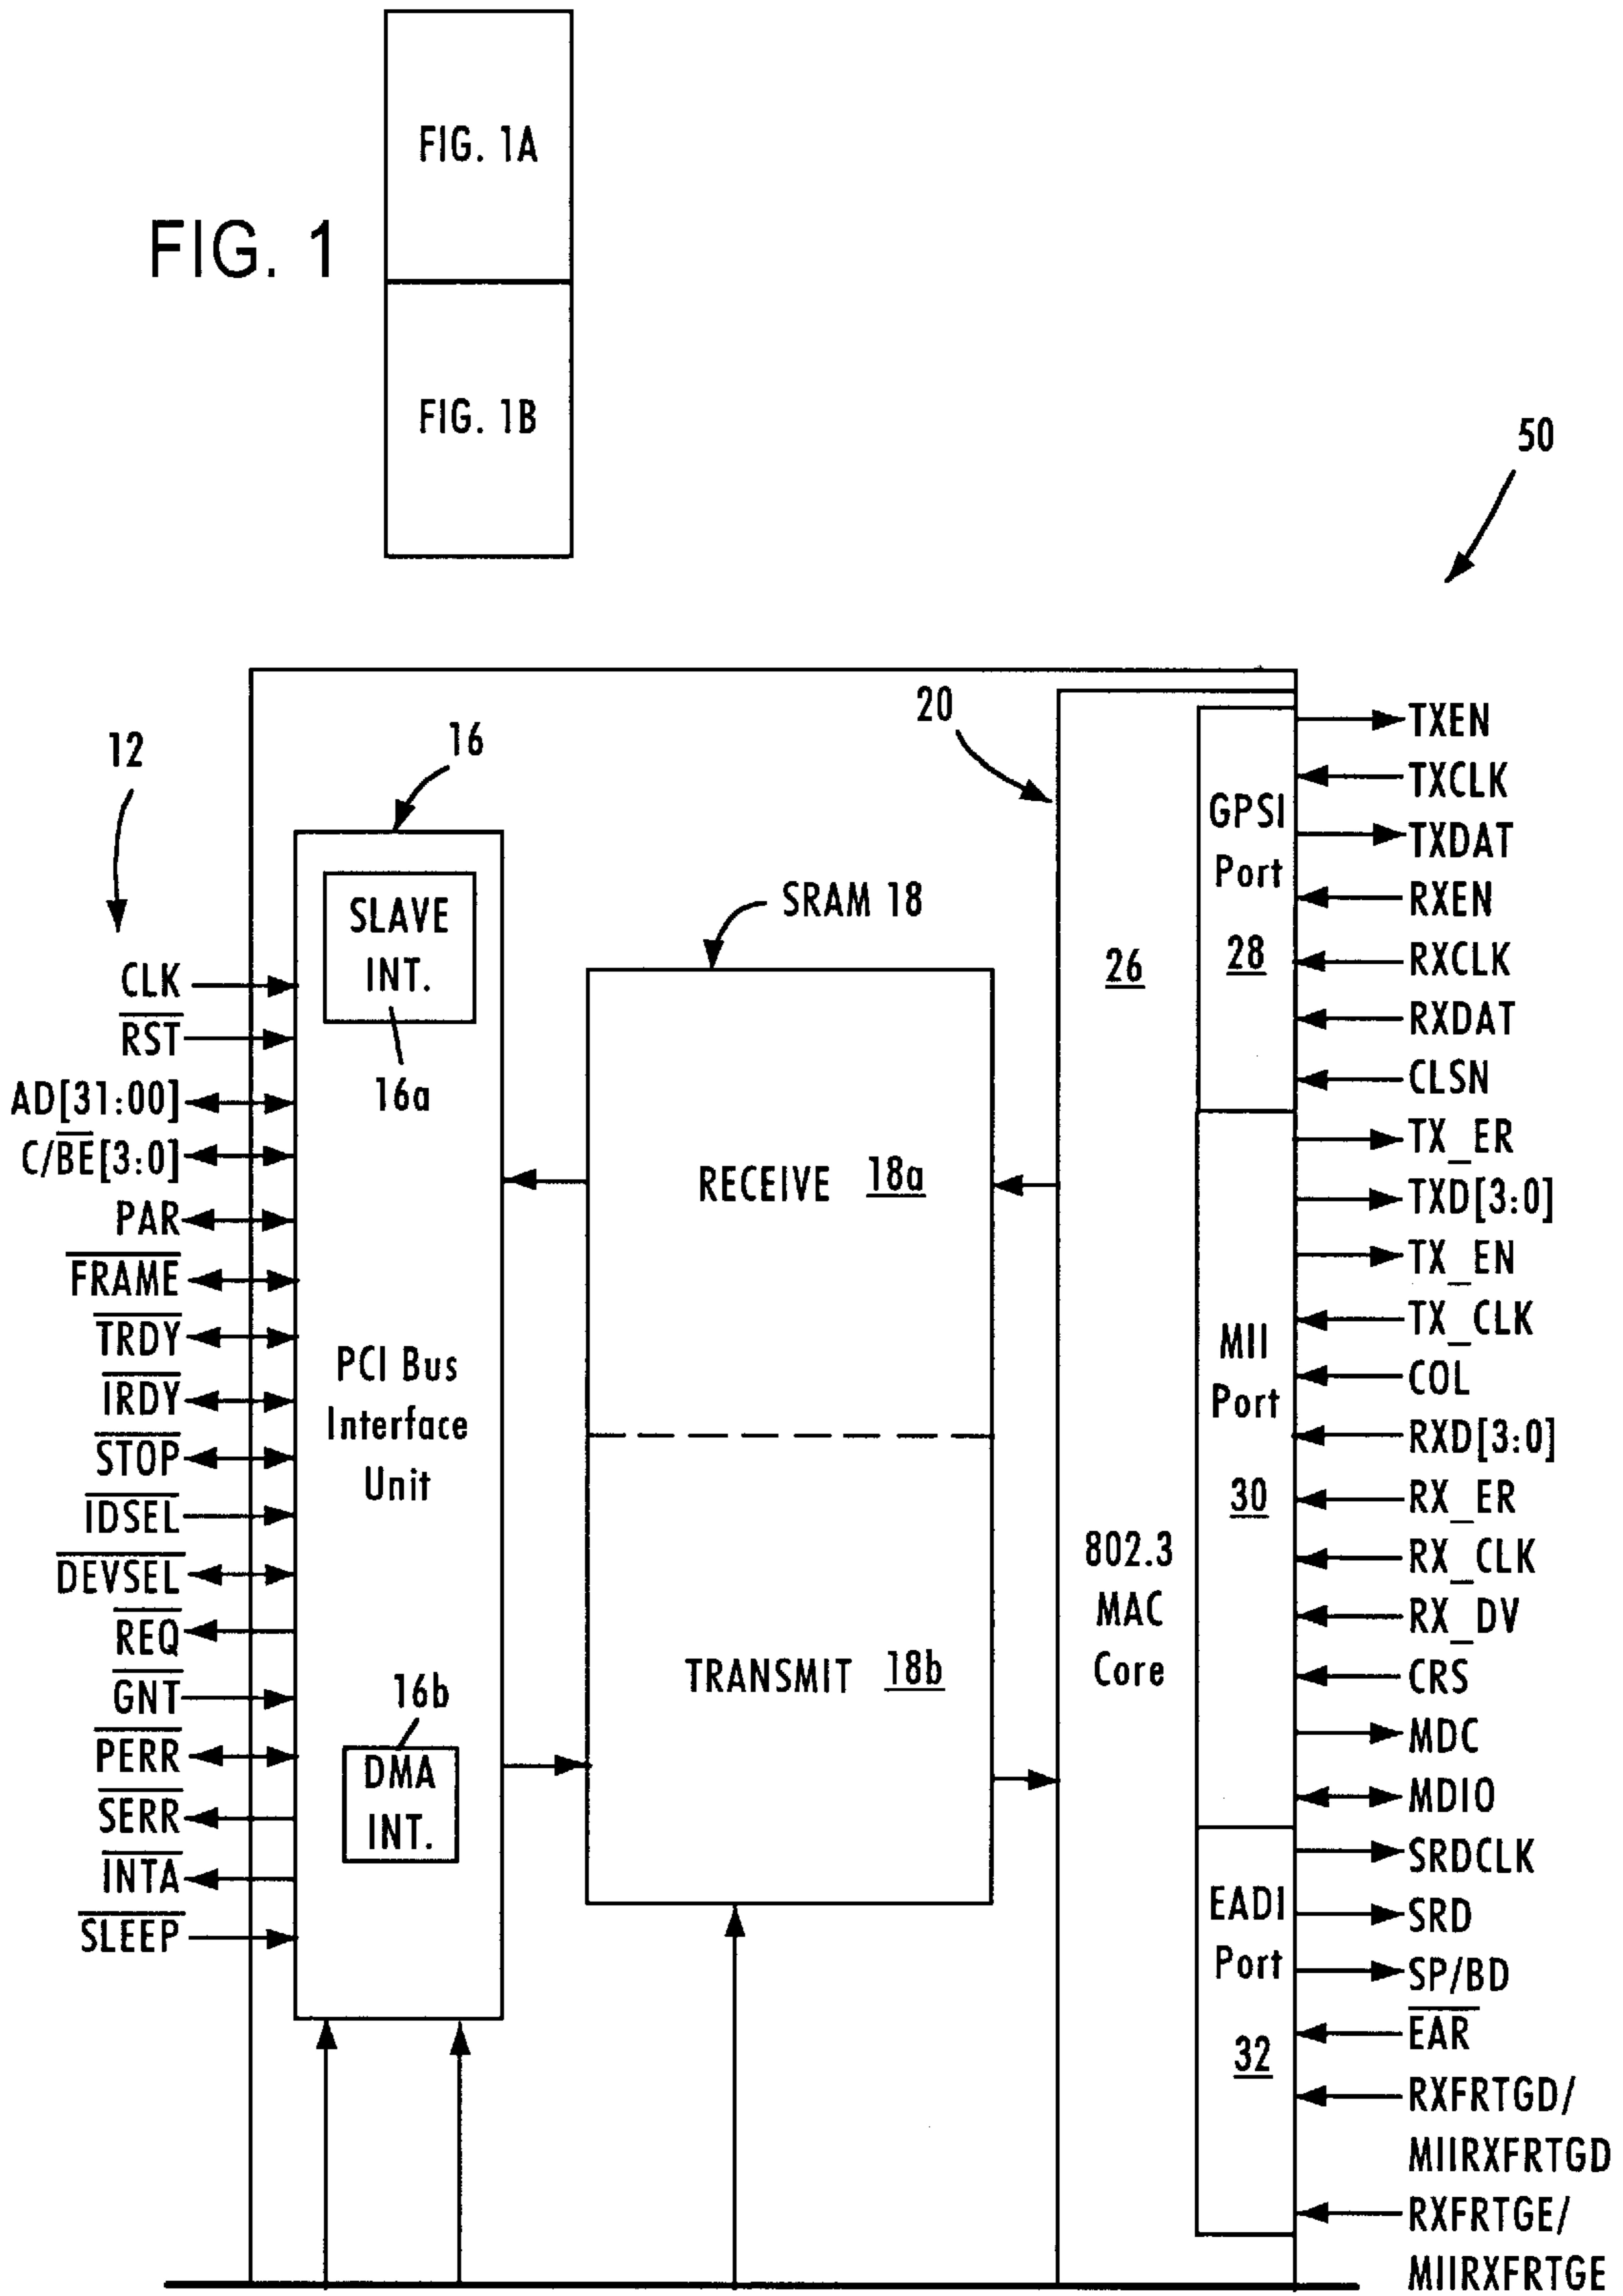 FIG. 1
FIG. 1A
FIG. 1B
50
12
16
20
SLAVE
INT.
16a
SRAM 18
26
GPSI
Port
28
CLK
RST
AD[31:00]
C/BE[3:0]
PAR
FRAME
TRDY
IRDY
STOP
IDSEL
DEVSEL
REQ
GNT
PERR
SERR
INTA
SLEEP
PCI Bus
Interface
Unit
16b
DMA
INT.
RECEIVE 18a
TRANSMIT 18b
802.3
MAC
Core
MII
Port
30
EADI
Port
32
TXEN
TXCLK
TXDAT
RXEN
RXCLK
RXDAT
CLSN
TX_ER
TXD[3:0]
TX_EN
TX_CLK
COL
RXD[3:0]
RX_ER
RX_CLK
RX_DV
CRS
MDC
MDIO
SRDCLK
SRD
SP/BD
EAR
RXFRTGD/
MIIRXFRTGD
RXFRTGE/
MIIRXFRTGE